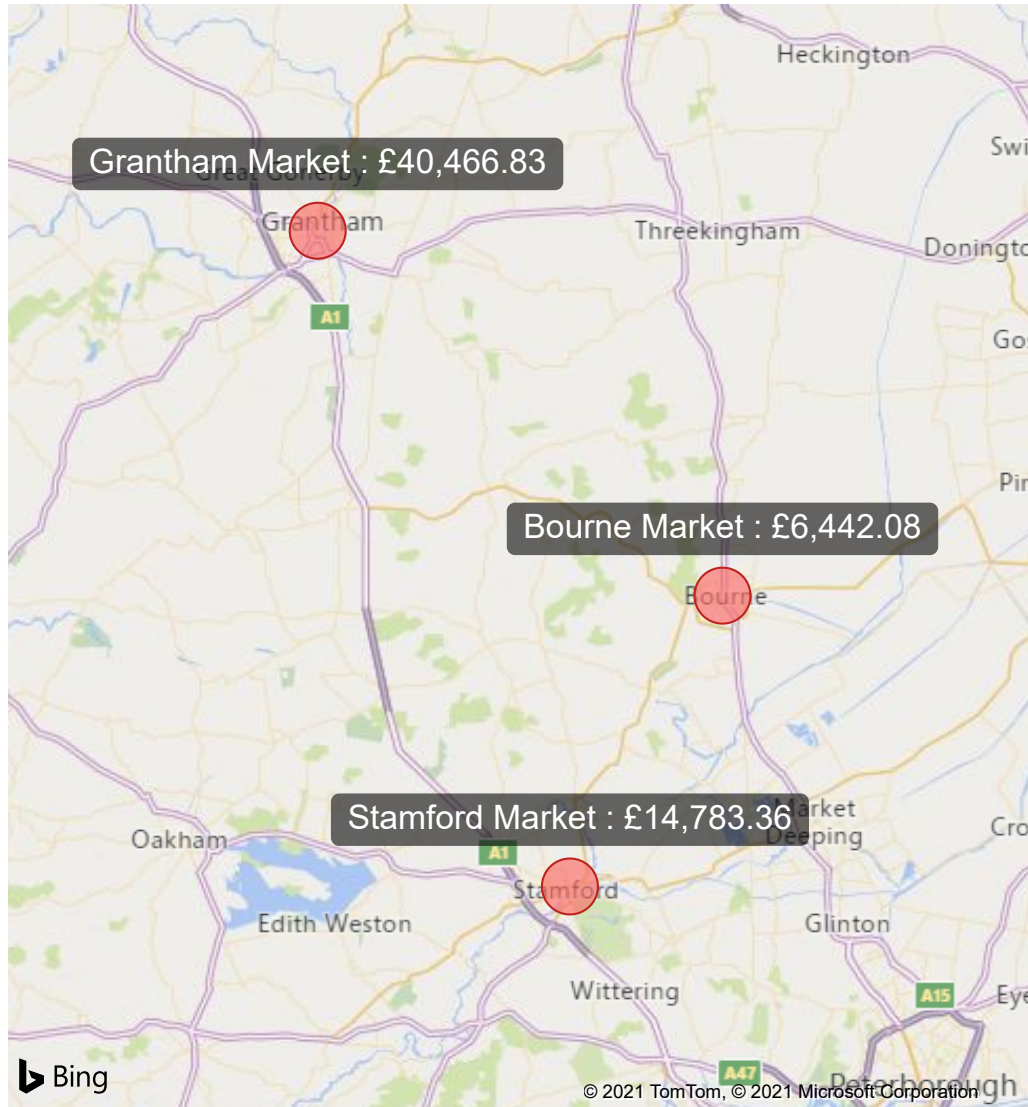 Heckington
Swi
Grantham Market : £40,466.83
Great Gonerby
Grantham
Threekingham
Doningto
A1
Gos
Pin
Bourne Market : £6,442.08
Bourne
Stamford Market : £14,783.36
Market
Deeping
Oakham
Cro
A1
Stamford
Edith Weston
Glinton
Wittering
A15
Eye
Bing
A47
Peterborough
© 2021 TomTom, © 2021 Microsoft Corporation